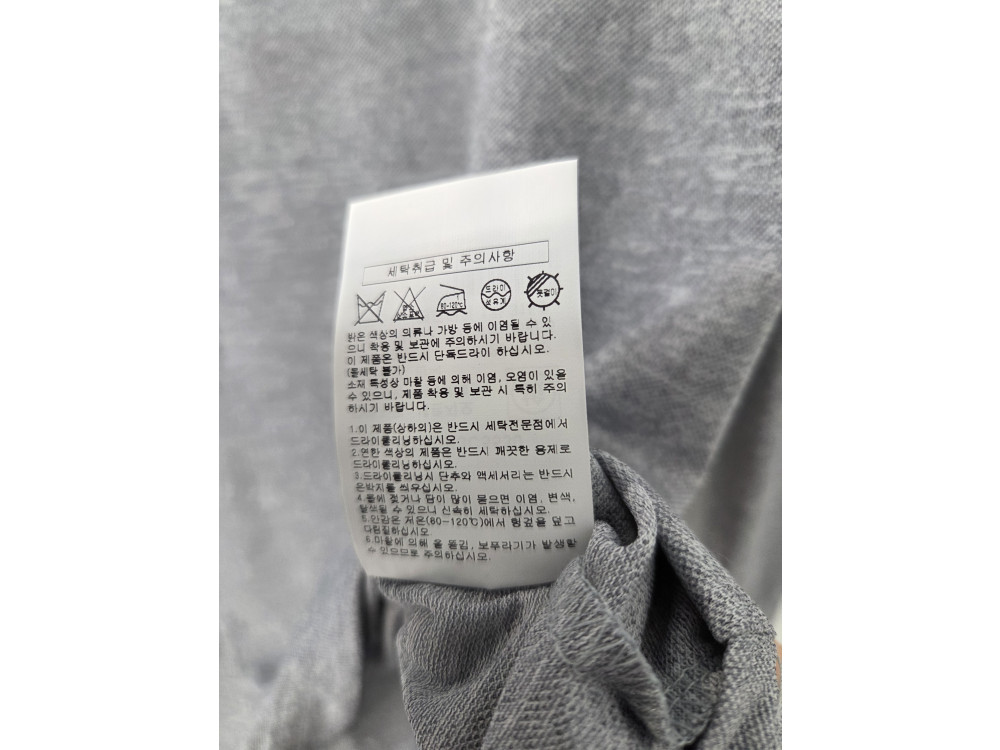 세탁취급 및 주의사항
80-120℃
드라이
석유계
옷걸이
밝은 색상의 의류나 가방 등에 이염될 수 있
으니 착용 및 보관에 주의하시기 바랍니다.
이 제품은 반드시 단독드라이 하십시오.
(물세탁 불가)
소재 특성상 마찰 등에 의해 이염, 오염이 있을
수 있으니, 제품 착용 및 보관 시 특히 주의
하시기 바랍니다.
1.이 제품(상하의)은 반드시 세탁전문점에서
드라이클리닝하십시오.
2.연한 색상의 제품은 반드시 깨끗한 용제로
드라이클리닝하십시오.
3.드라이클리닝시 단추와 액세서리는 반드시
은박지를 씌우십시오.
4.물에 젖거나 땀이 많이 묻으면 이염, 변색,
탈색될 수 있으니 신속히 세탁하십시오.
5.안감은 저온(80-120℃)에서 헝겊을 덮고
다림질하십시오.
6.마찰에 의해 올 뜯김, 보푸라기가 발생할
수 있으므로 주의하십시오.